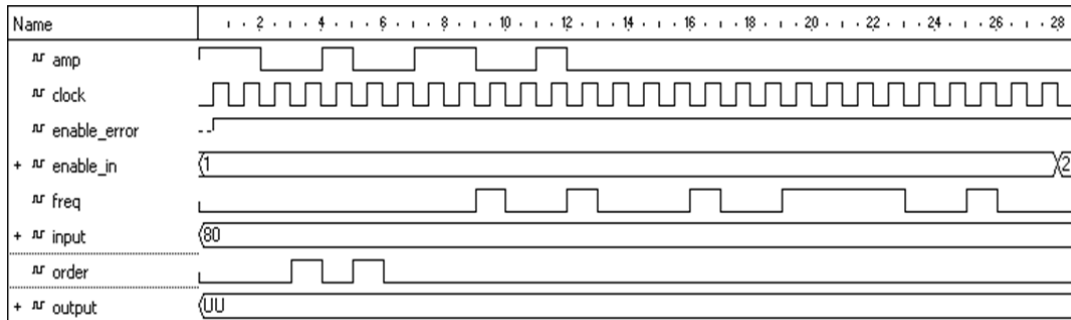 Name 2 4 6 8 10 12 14 16 18 20 22 24 26 28
amp
clock
enable_error
+ enable_in 1 2
freq
+ input 80
order
+ output UU